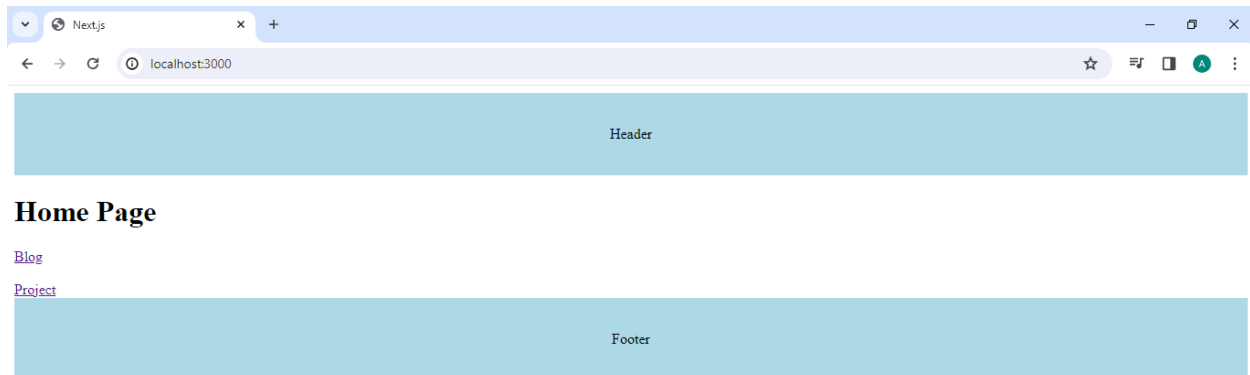 Next.js
localhost:3000
A
Header
Home Page
Blog
Project
Footer